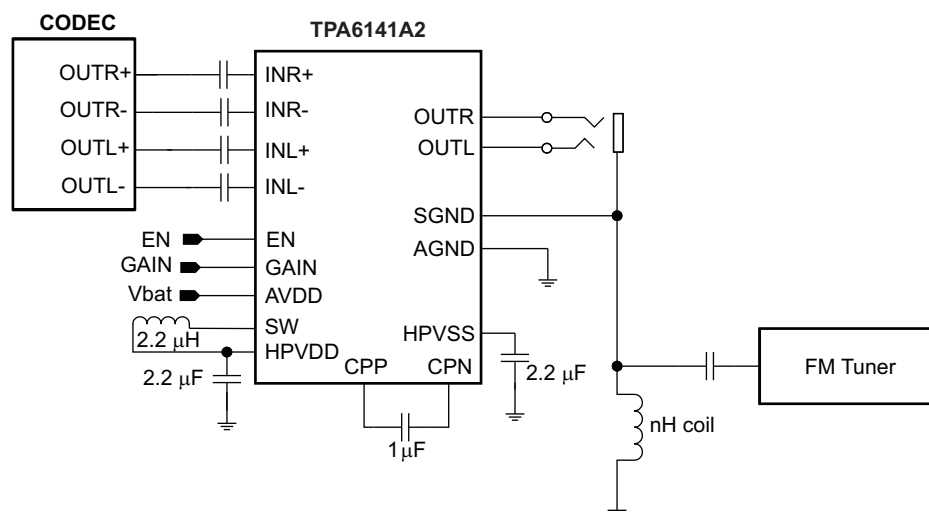 CODEC
TPA6141A2
OUTR+
OUTR-
OUTL+
OUTL-
INR+
INR-
INL+
INL-
EN
EN
GAIN
GAIN
Vbat
AVDD
SW
2.2 μH
HPVDD
2.2 μF
CPP
CPN
1μF
OUTR
OUTL
SGND
AGND
HPVSS
2.2 μF
FM Tuner
nH coil